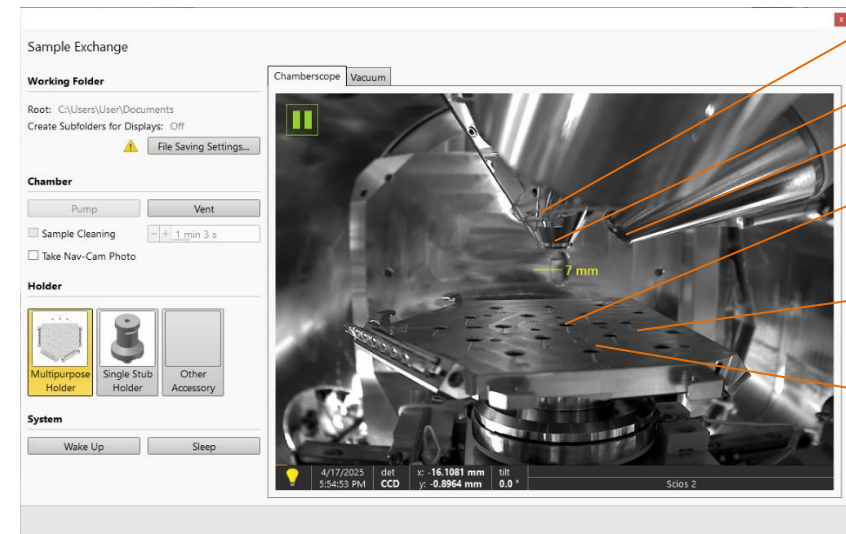 x
Sample Exchange
Working Folder
Root: C:\Users\User\Documents
Create Subfolders for Displays: Off
File Saving Settings...
Chamber
Pump
Vent
Sample Cleaning
- + 1 min 3 s
Take Nav-Cam Photo
Holder
Multipurpose
Holder
Single Stub
Holder
Other
Accessory
System
Wake Up
Sleep
Chamberscope
Vacuum
7 mm
4/17/2025
5:54:53 PM
det
CCD
x: -16.1081 mm
y: -0.8964 mm
tilt
0.0 °
Scios 2